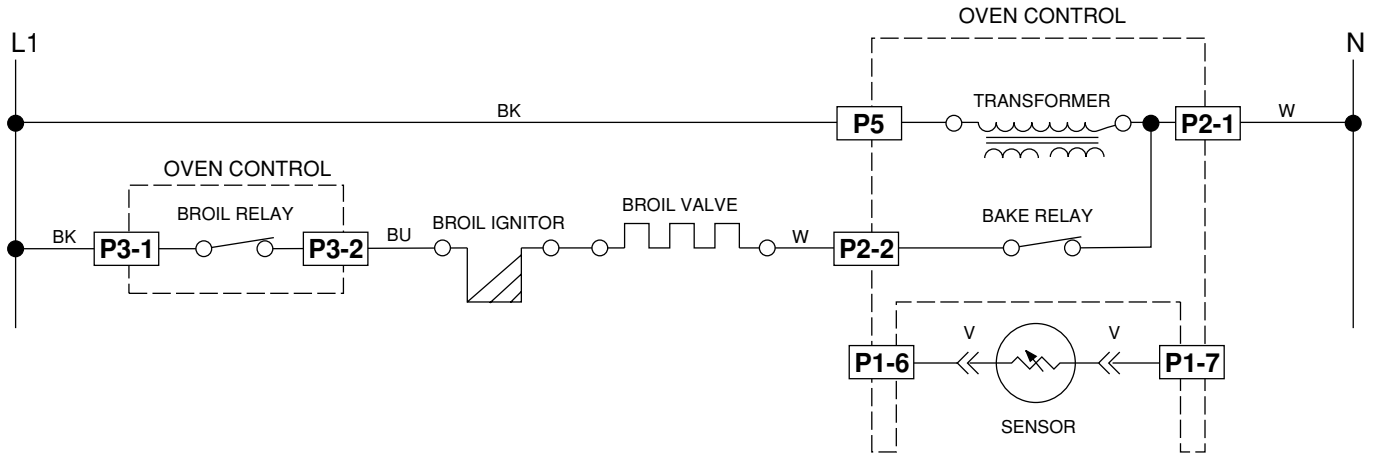 OVEN CONTROL
L1
N
BK
P5
TRANSFORMER
P2-1
W
OVEN CONTROL
BROIL RELAY
BK
P3-1
P3-2
BU
BROIL IGNITOR
BROIL VALVE
W
P2-2
BAKE RELAY
V
V
P1-6
P1-7
SENSOR